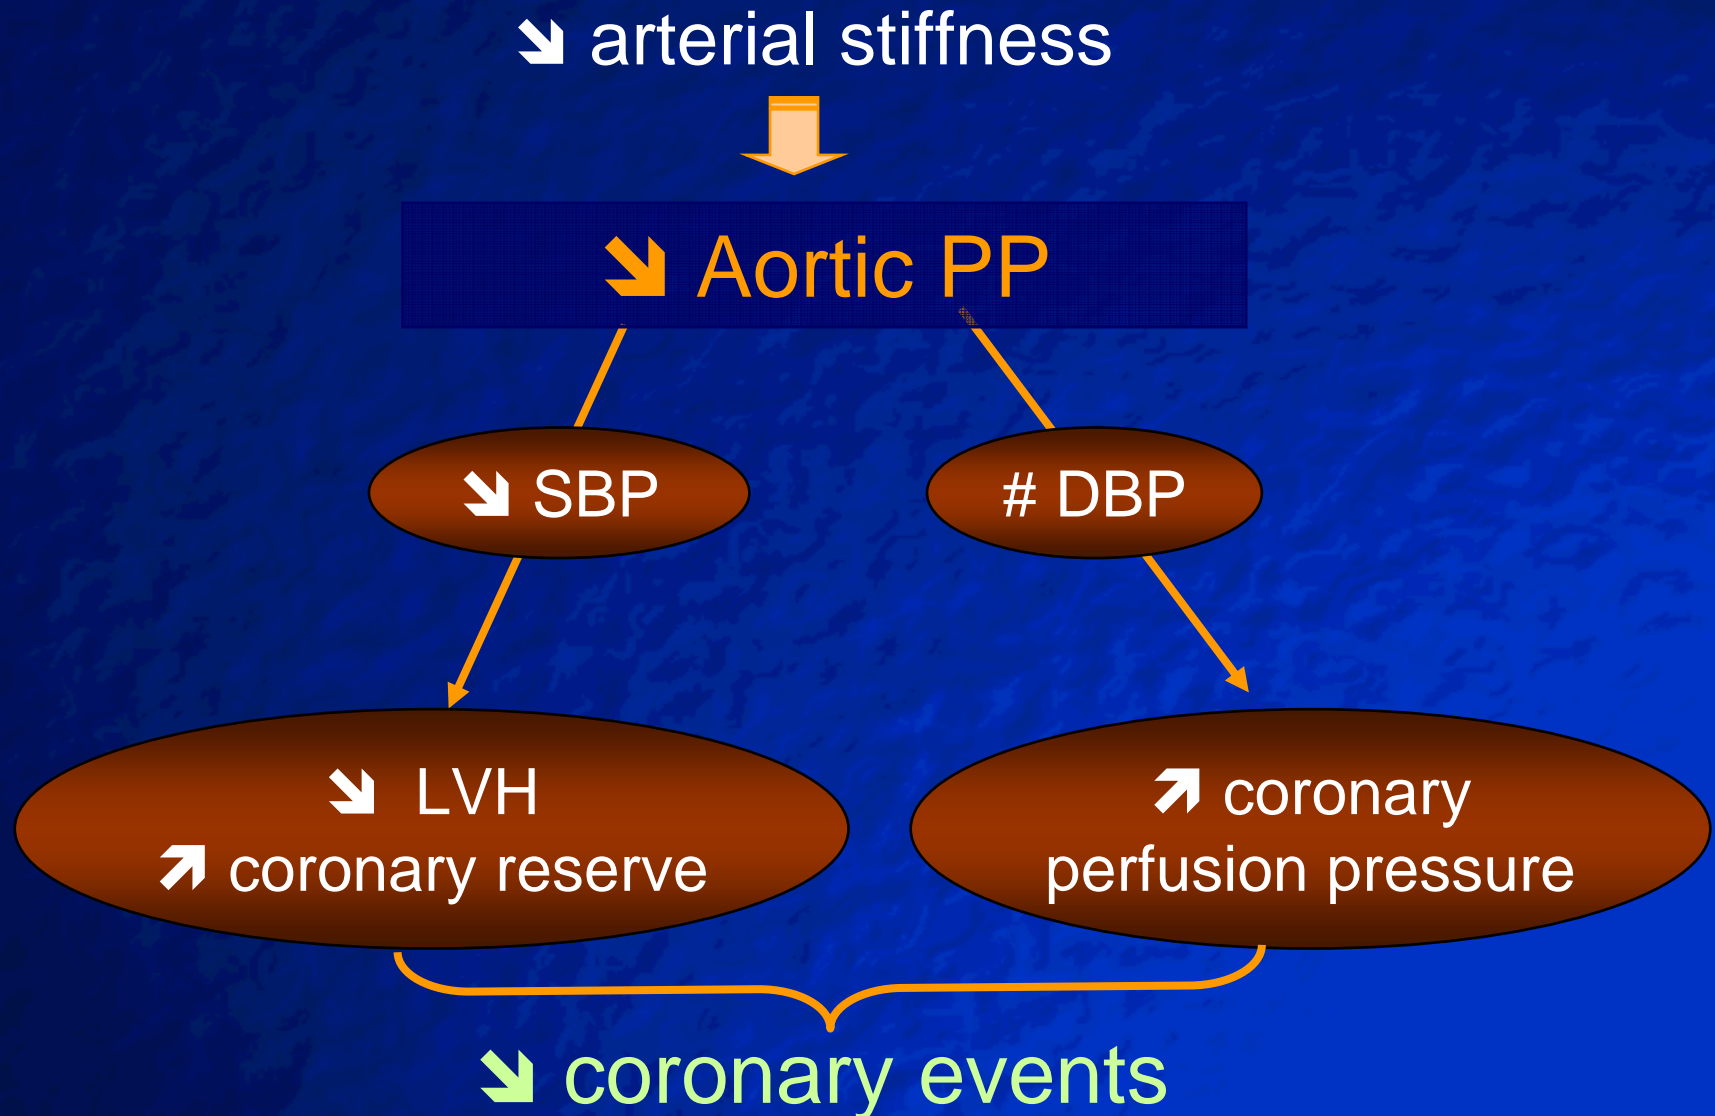 ➘ arterial stiffness
➘ Aortic PP
➘ SBP
# DBP
➘ LVH
➚ coronary reserve
➚ coronary
perfusion pressure
➘ coronary events